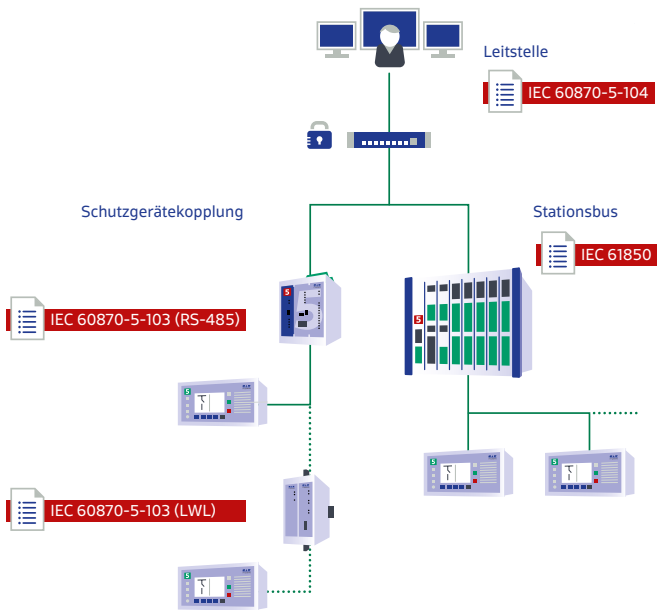 Leitstelle
IEC 60870-5-104
Schutzgerätekopplung
Stationsbus
IEC 61850
IEC 60870-5-103 (RS-485)
IEC 60870-5-103 (LWL)